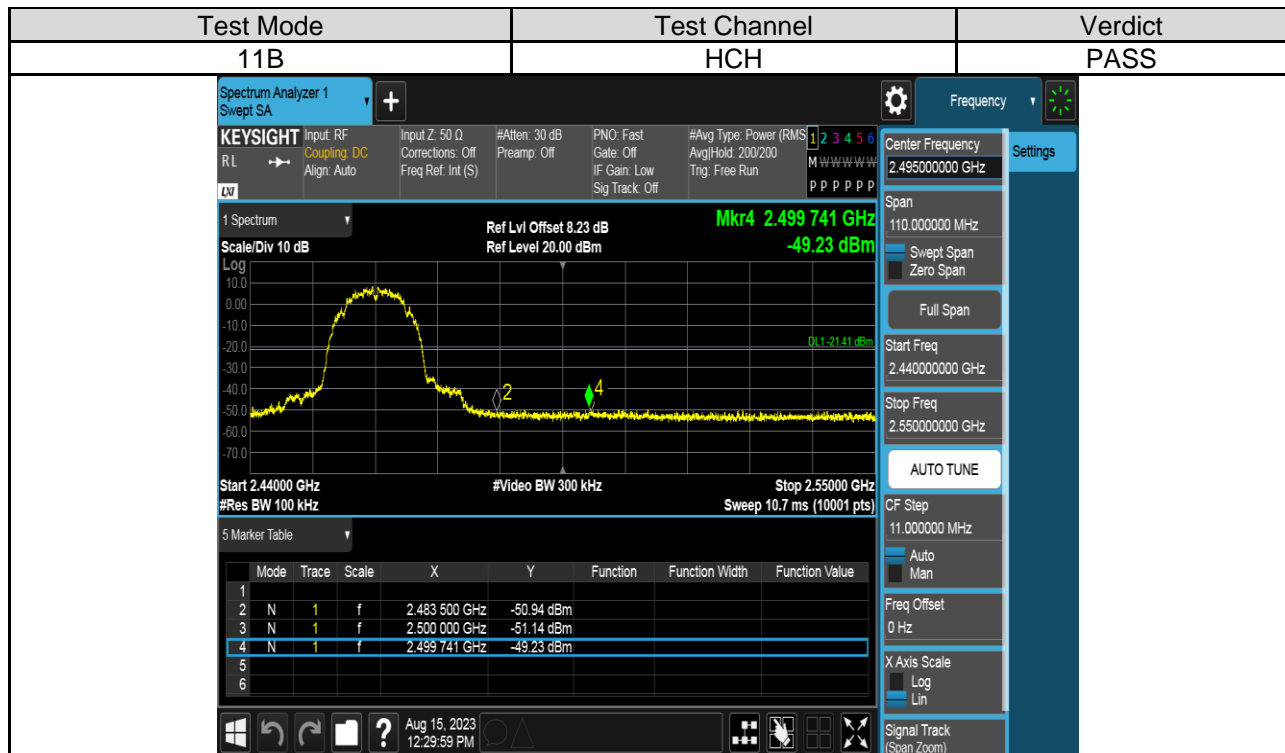 Test Mode Test Channel Verdict
11B HCH PASS
Spectrum Analyzer 1
Swept SA
+
Frequency
KEYSIGHT Input: RF Input Z: 50 Ω #Atten: 30 dB PNO: Fast #Avg Type: Power (RMS 1 2 3 4 5 6
RL Coupling: DC Corrections: Off Preamp: Off Gate: Off Avg|Hold: 200/200
Align: Auto Freq Ref: Int (S) IF Gain: Low Trig: Free Run M W W W W W
LXI Sig Track: Off P P P P P P
1 Spectrum
Ref Lvl Offset 8.23 dB Mkr4 2.499 741 GHz
Scale/Div 10 dB Ref Level 20.00 dBm -49.23 dBm
Log
10.0
0.00
-10.0
-20.0
DL1 -21.41 dBm
-30.0
-40.0
2 4
-50.0
-60.0
-70.0
Start 2.44000 GHz #Video BW 300 kHz Stop 2.55000 GHz
#Res BW 100 kHz Sweep 10.7 ms (10001 pts)
5 Marker Table
Mode Trace Scale X Y Function Function Width Function Value
1
2 N 1 f 2.483 500 GHz -50.94 dBm
3 N 1 f 2.500 000 GHz -51.14 dBm
4 N 1 f 2.499 741 GHz -49.23 dBm
5
6
?
Aug 15, 2023
12:29:59 PM
Center Frequency
2.495000000 GHz
Settings
Span
110.000000 MHz
Swept Span
Zero Span
Full Span
Start Freq
2.440000000 GHz
Stop Freq
2.550000000 GHz
AUTO TUNE
CF Step
11.000000 MHz
Auto
Man
Freq Offset
0 Hz
X Axis Scale
Log
Lin
Signal Track
(Span Zoom)